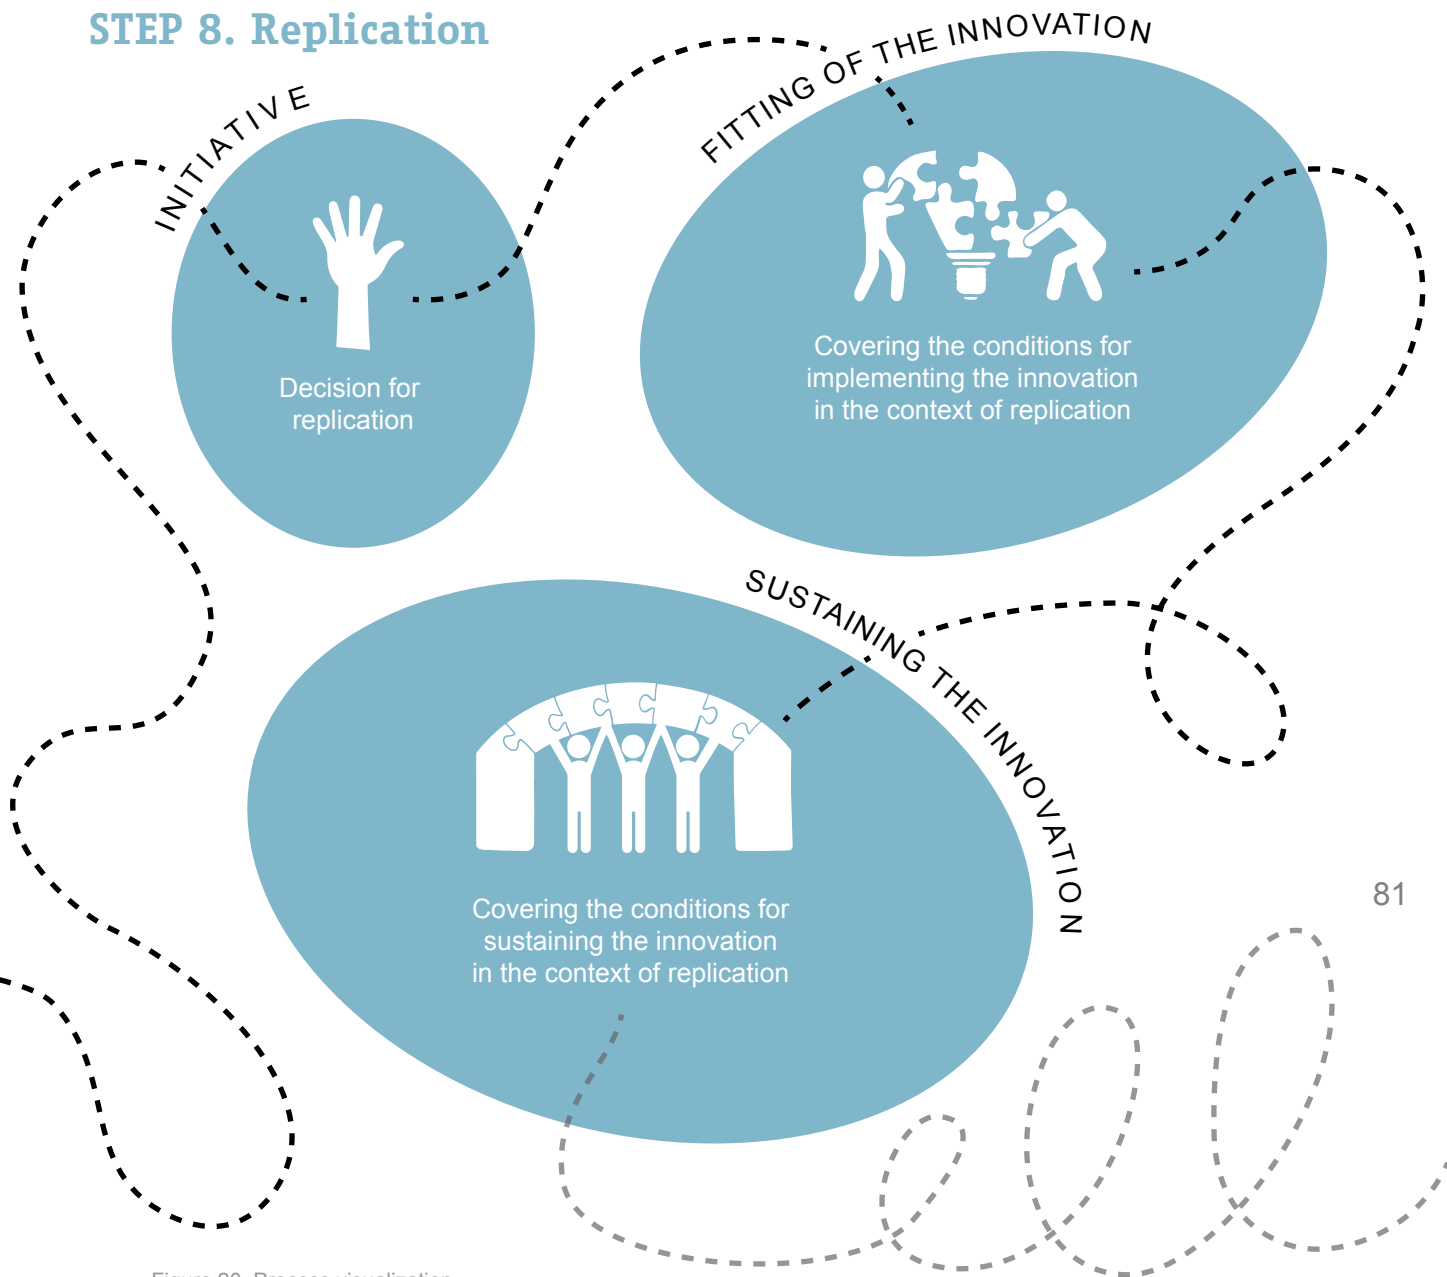 STEP 8. Replication
INITIATIVE
Decision for
replication
FITTING OF THE INNOVATION
Covering the conditions for
implementing the innovation
in the context of replication
SUSTAINING THE INNOVATION
Covering the conditions for
sustaining the innovation
in the context of replication
81
Process visualization